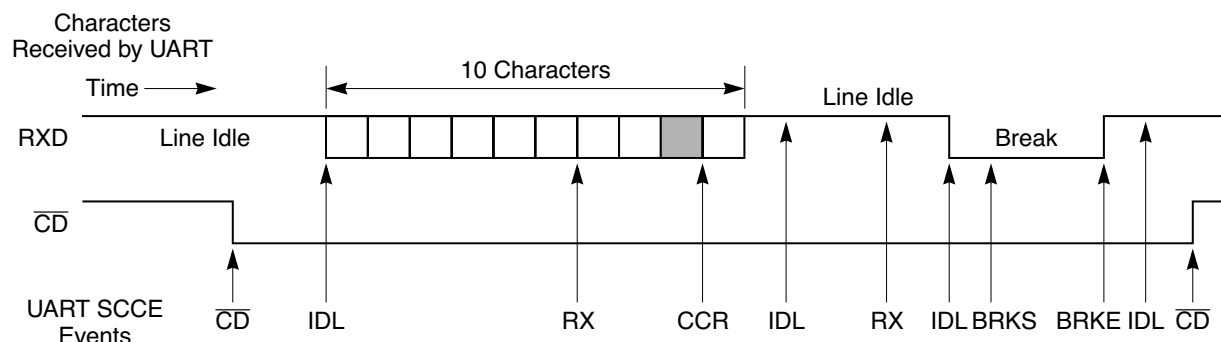 Characters
Received by UART
10 Characters
Time
Line Idle
RXD
Line Idle
Break
CD
UART SCCE
Events
CD
IDL
RX
CCR
IDL
RX
IDL
BRKS
BRKE
IDL
CD